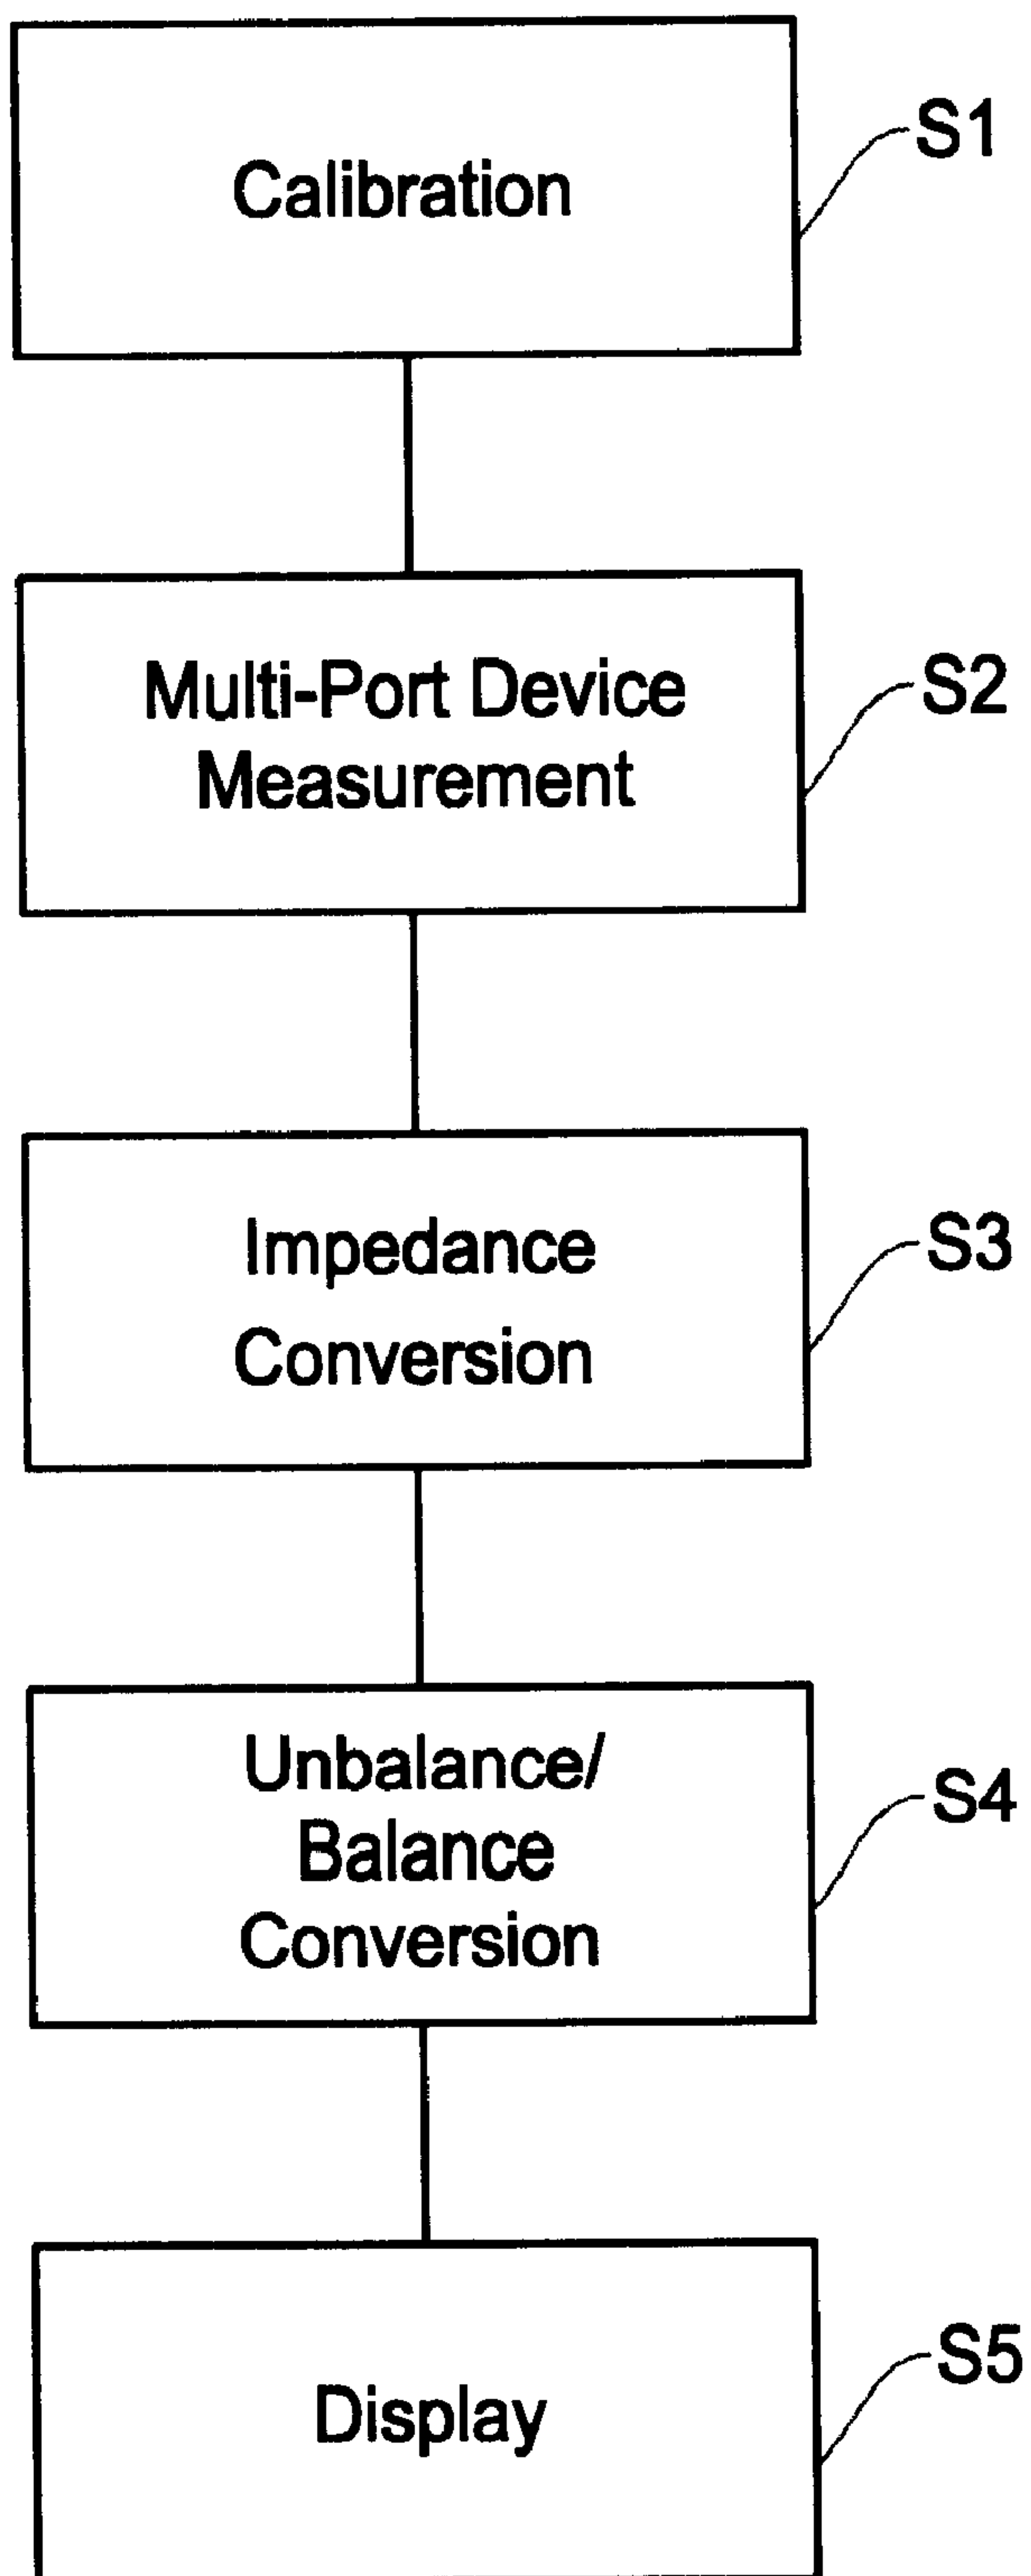 Calibration
S1
Multi-Port Device
Measurement
S2
Impedance
Conversion
S3
Unbalance/
Balance
Conversion
S4
Display
S5